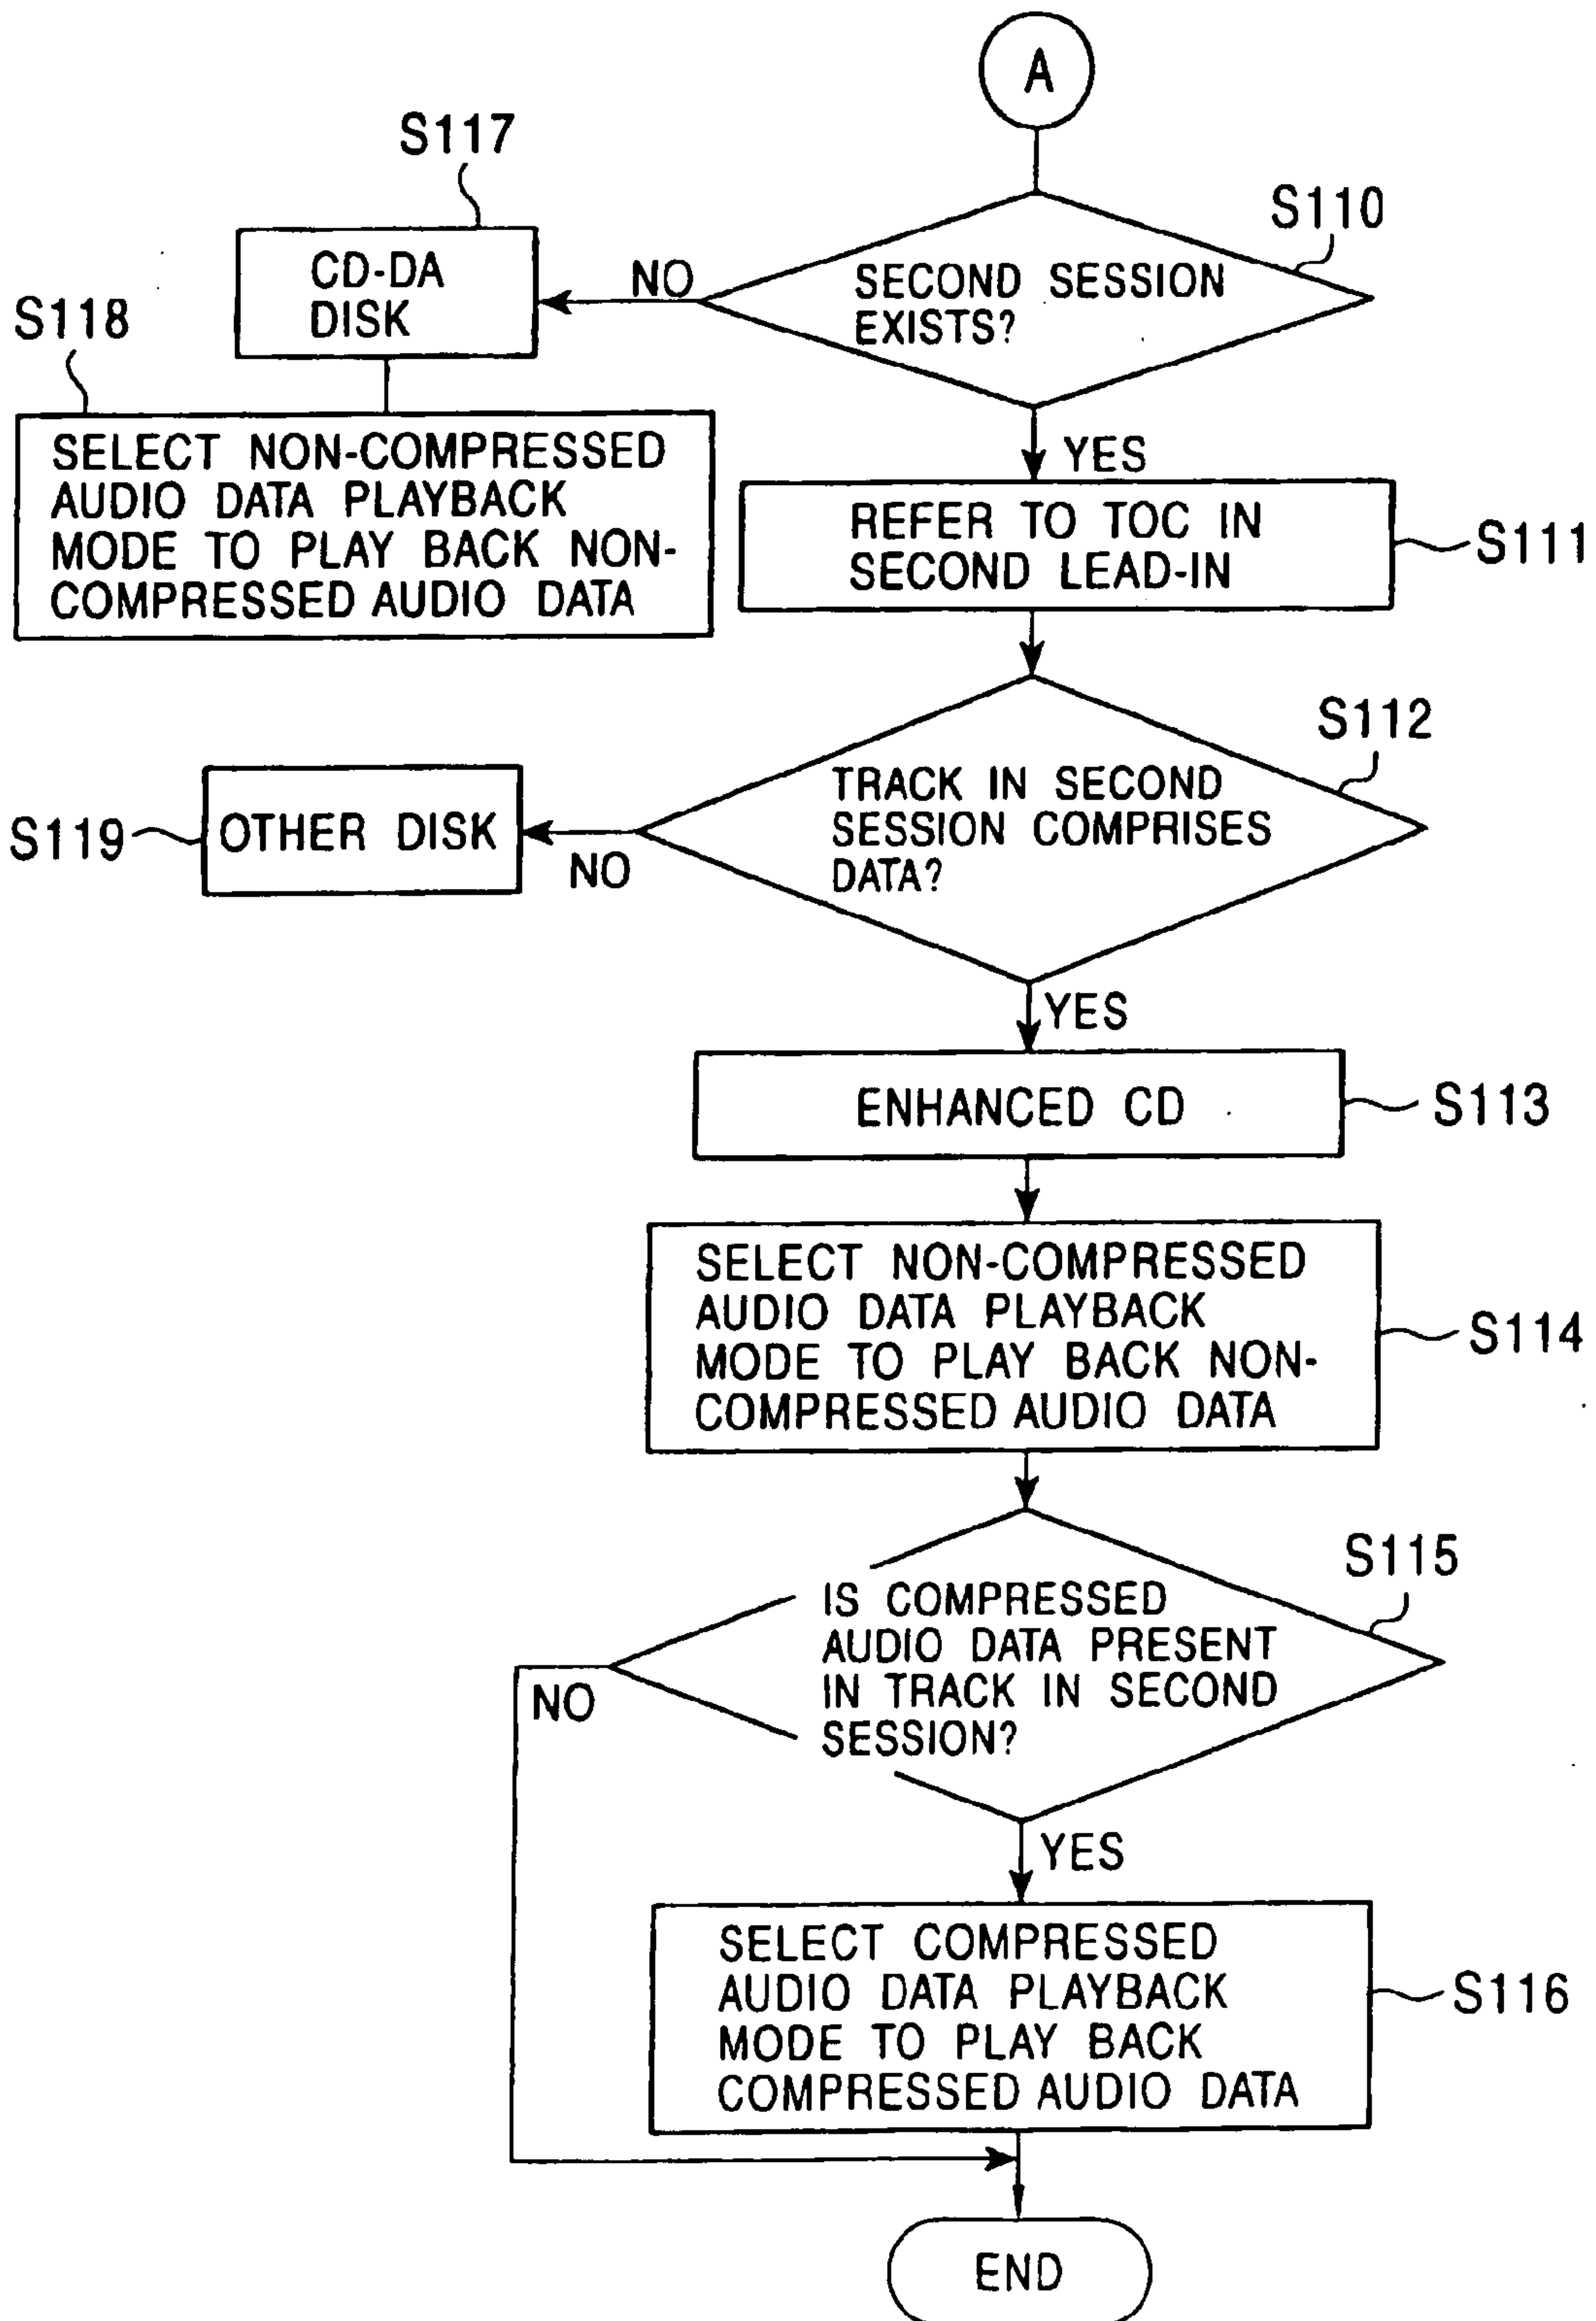 A
S117
S110
CD-DA
DISK
NO
SECOND SESSION
EXISTS?
S118
YES
SELECT NON-COMPRESSED
AUDIO DATA PLAYBACK
MODE TO PLAY BACK NON-
COMPRESSED AUDIO DATA
REFER TO TOC IN
SECOND LEAD-IN
S111
S112
TRACK IN SECOND
SESSION COMPRISES
DATA?
S119
OTHER DISK
NO
YES
ENHANCED CD
S113
SELECT NON-COMPRESSED
AUDIO DATA PLAYBACK
MODE TO PLAY BACK NON-
COMPRESSED AUDIO DATA
S114
S115
IS COMPRESSED
AUDIO DATA PRESENT
IN TRACK IN SECOND
SESSION?
NO
YES
SELECT COMPRESSED
AUDIO DATA PLAYBACK
MODE TO PLAY BACK
COMPRESSED AUDIO DATA
S116
END